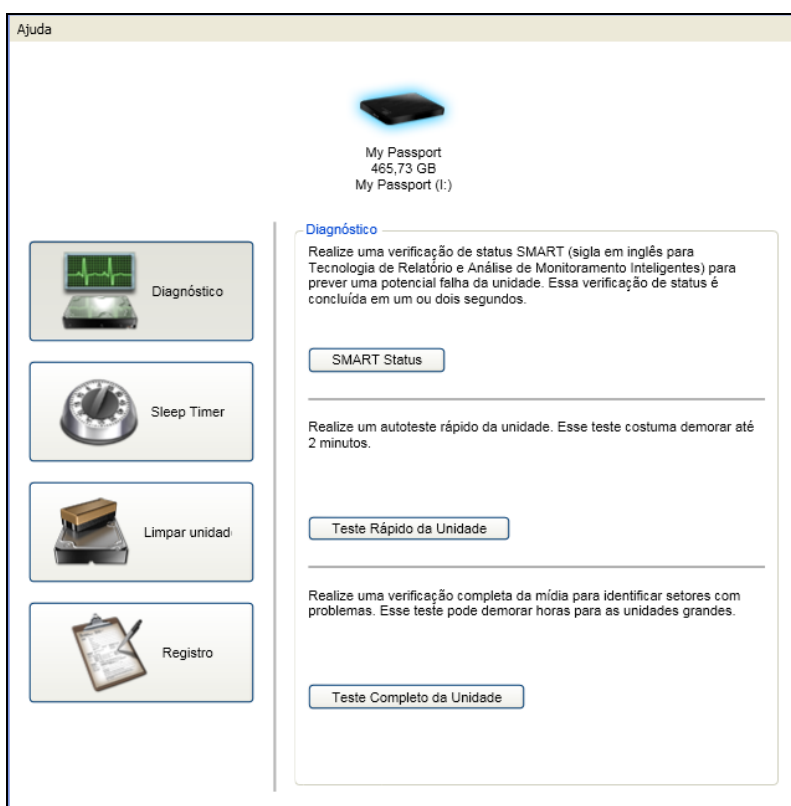 Ajuda
My Passport
465,73 GB
My Passport (I:)
Diagnóstico
Sleep Timer
Limpar unidad
Registro
Diagnóstico
Realize uma verificação de status SMART (sigla em inglês para
Tecnologia de Relatório e Análise de Monitoramento Inteligentes) para
prever uma potencial falha da unidade. Essa verificação de status é
concluída em um ou dois segundos.
SMART Status
Realize um autoteste rápido da unidade. Esse teste costuma demorar até
2 minutos.
Teste Rápido da Unidade
Realize uma verificação completa da mídia para identificar setores com
problemas. Esse teste pode demorar horas para as unidades grandes.
Teste Completo da Unidade